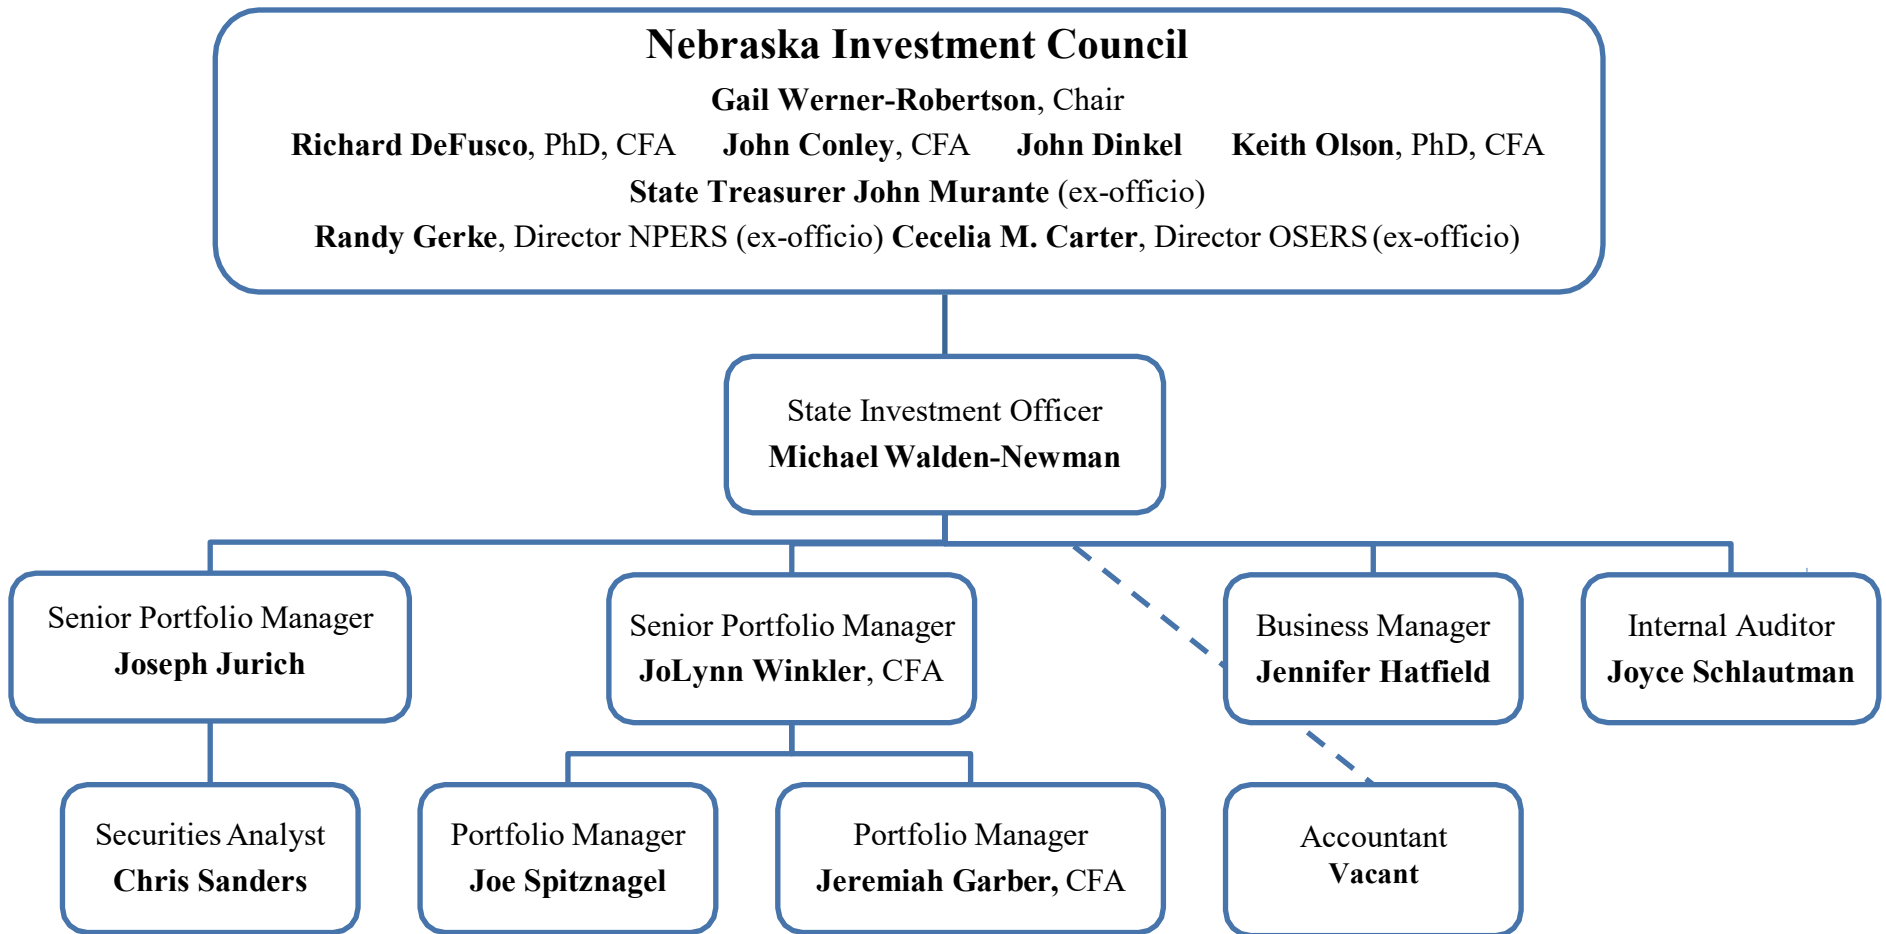 Nebraska Investment Council
Gail Werner-Robertson, Chair
Richard DeFusco, PhD, CFA John Conley, CFA John Dinkel Keith Olson, PhD, CFA
State Treasurer John Murante (ex-officio)
Randy Gerke, Director NPERS (ex-officio) Cecelia M. Carter, Director OSERS (ex-officio)
State Investment Officer
Michael Walden-Newman
Senior Portfolio Manager
Joseph Jurich
Senior Portfolio Manager
JoLynn Winkler, CFA
Business Manager
Jennifer Hatfield
Internal Auditor
Joyce Schlautman
Securities Analyst
Chris Sanders
Portfolio Manager
Joe Spitznagel
Portfolio Manager
Jeremiah Garber, CFA
Accountant
Vacant